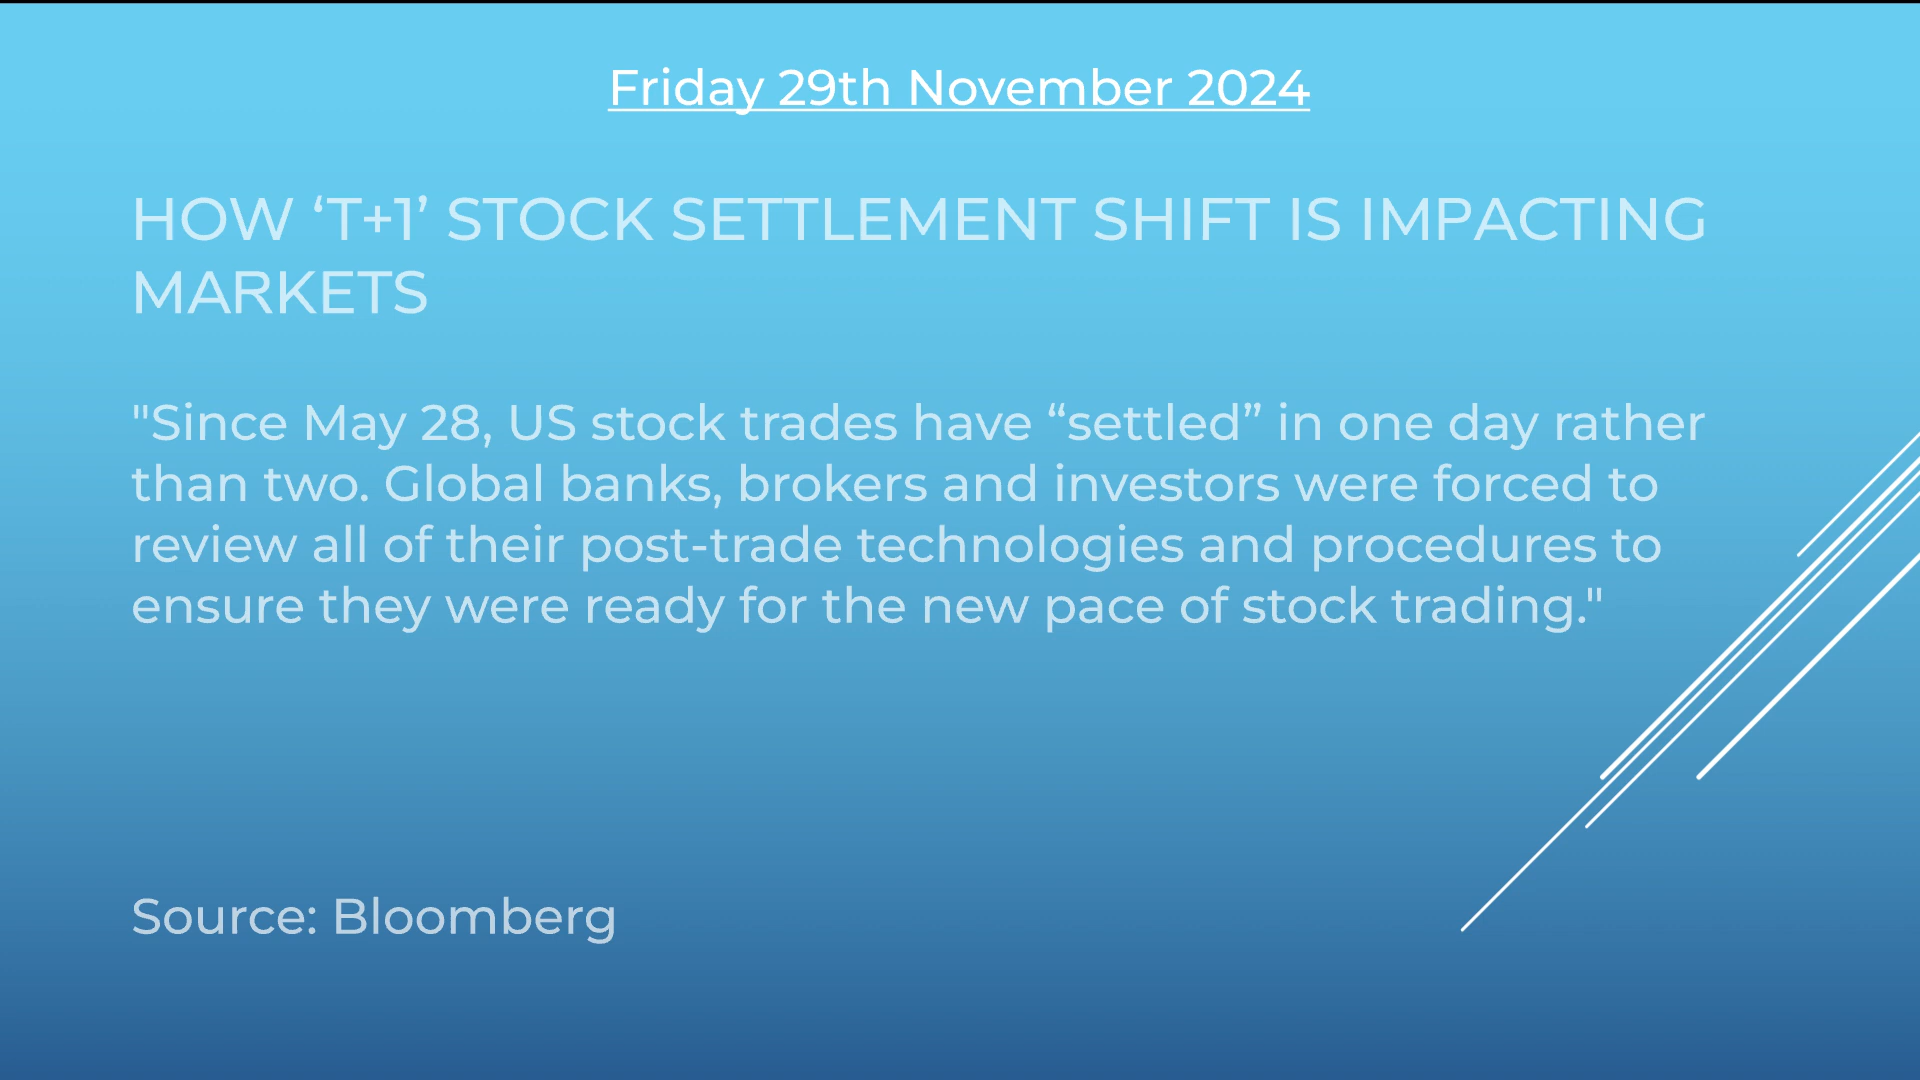 Friday 29th November 2024
HOW ‘T+1’ STOCK SETTLEMENT SHIFT IS IMPACTING
MARKETS
"Since May 28, US stock trades have “settled” in one day rather
than two. Global banks, brokers and investors were forced to
review all of their post-trade technologies and procedures to
ensure they were ready for the new pace of stock trading."
Source: Bloomberg